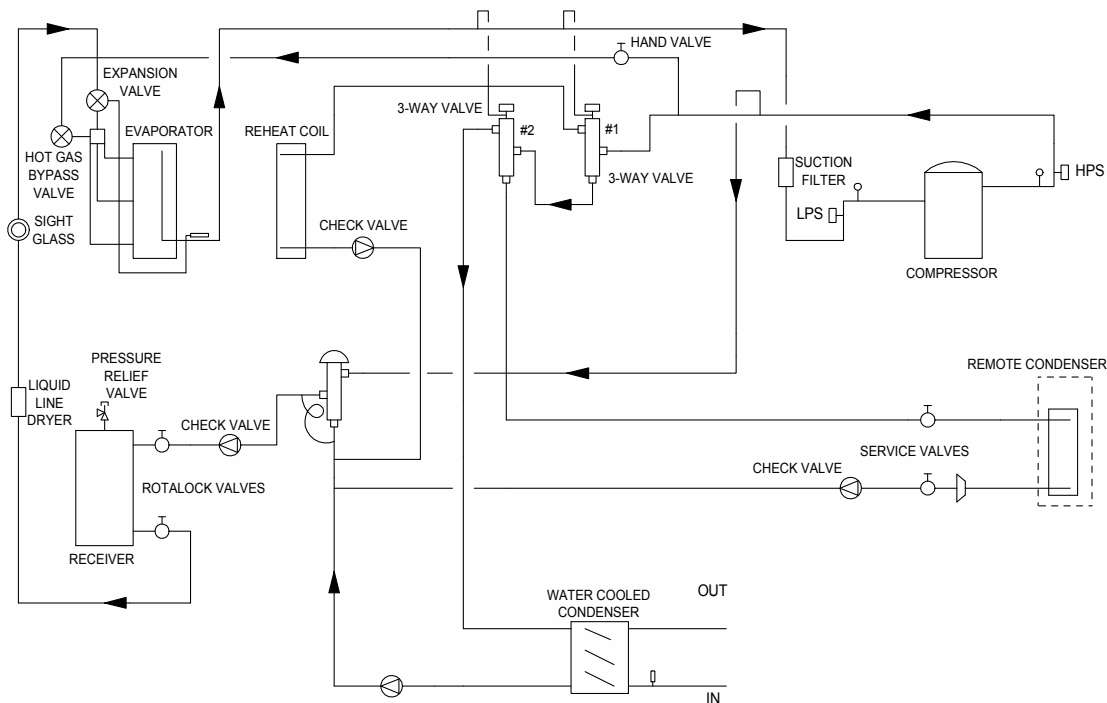 HAND VALVE
EXPANSION
VALVE
3-WAY VALVE
EVAPORATOR
REHEAT COIL
#2
#1
HOT GAS
BYPASS
VALVE
3-WAY VALVE
SUCTION
FILTER
HPS
LPS
SIGHT
GLASS
CHECK VALVE
COMPRESSOR
PRESSURE
RELIEF
VALVE
REMOTE CONDENSER
LIQUID
LINE
DRYER
CHECK VALVE
SERVICE VALVES
CHECK VALVE
ROTALOCK VALVES
RECEIVER
WATER COOLED
CONDENSER
OUT
IN